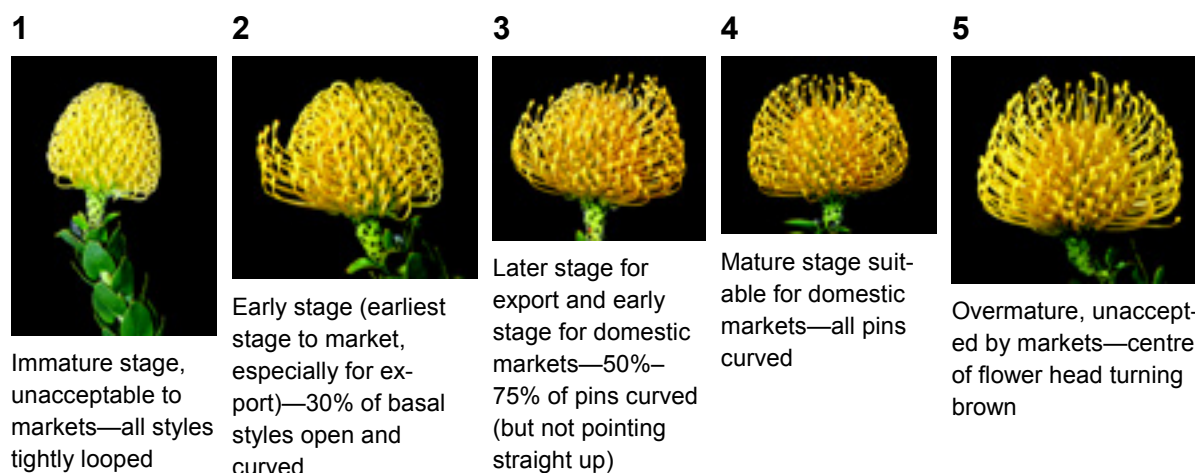 1
Immature stage,
unacceptable to
markets—all styles
tightly looped
2
Early stage (earliest
stage to market,
especially for ex-
port)—30% of basal
styles open and
curved
3
Later stage for
export and early
stage for domestic
markets—50%–
75% of pins curved
(but not pointing
straight up)
4
Mature stage suit-
able for domestic
markets—all pins
curved
5
Overmature, unaccept-
ed by markets—centre
of flower head turning
brown